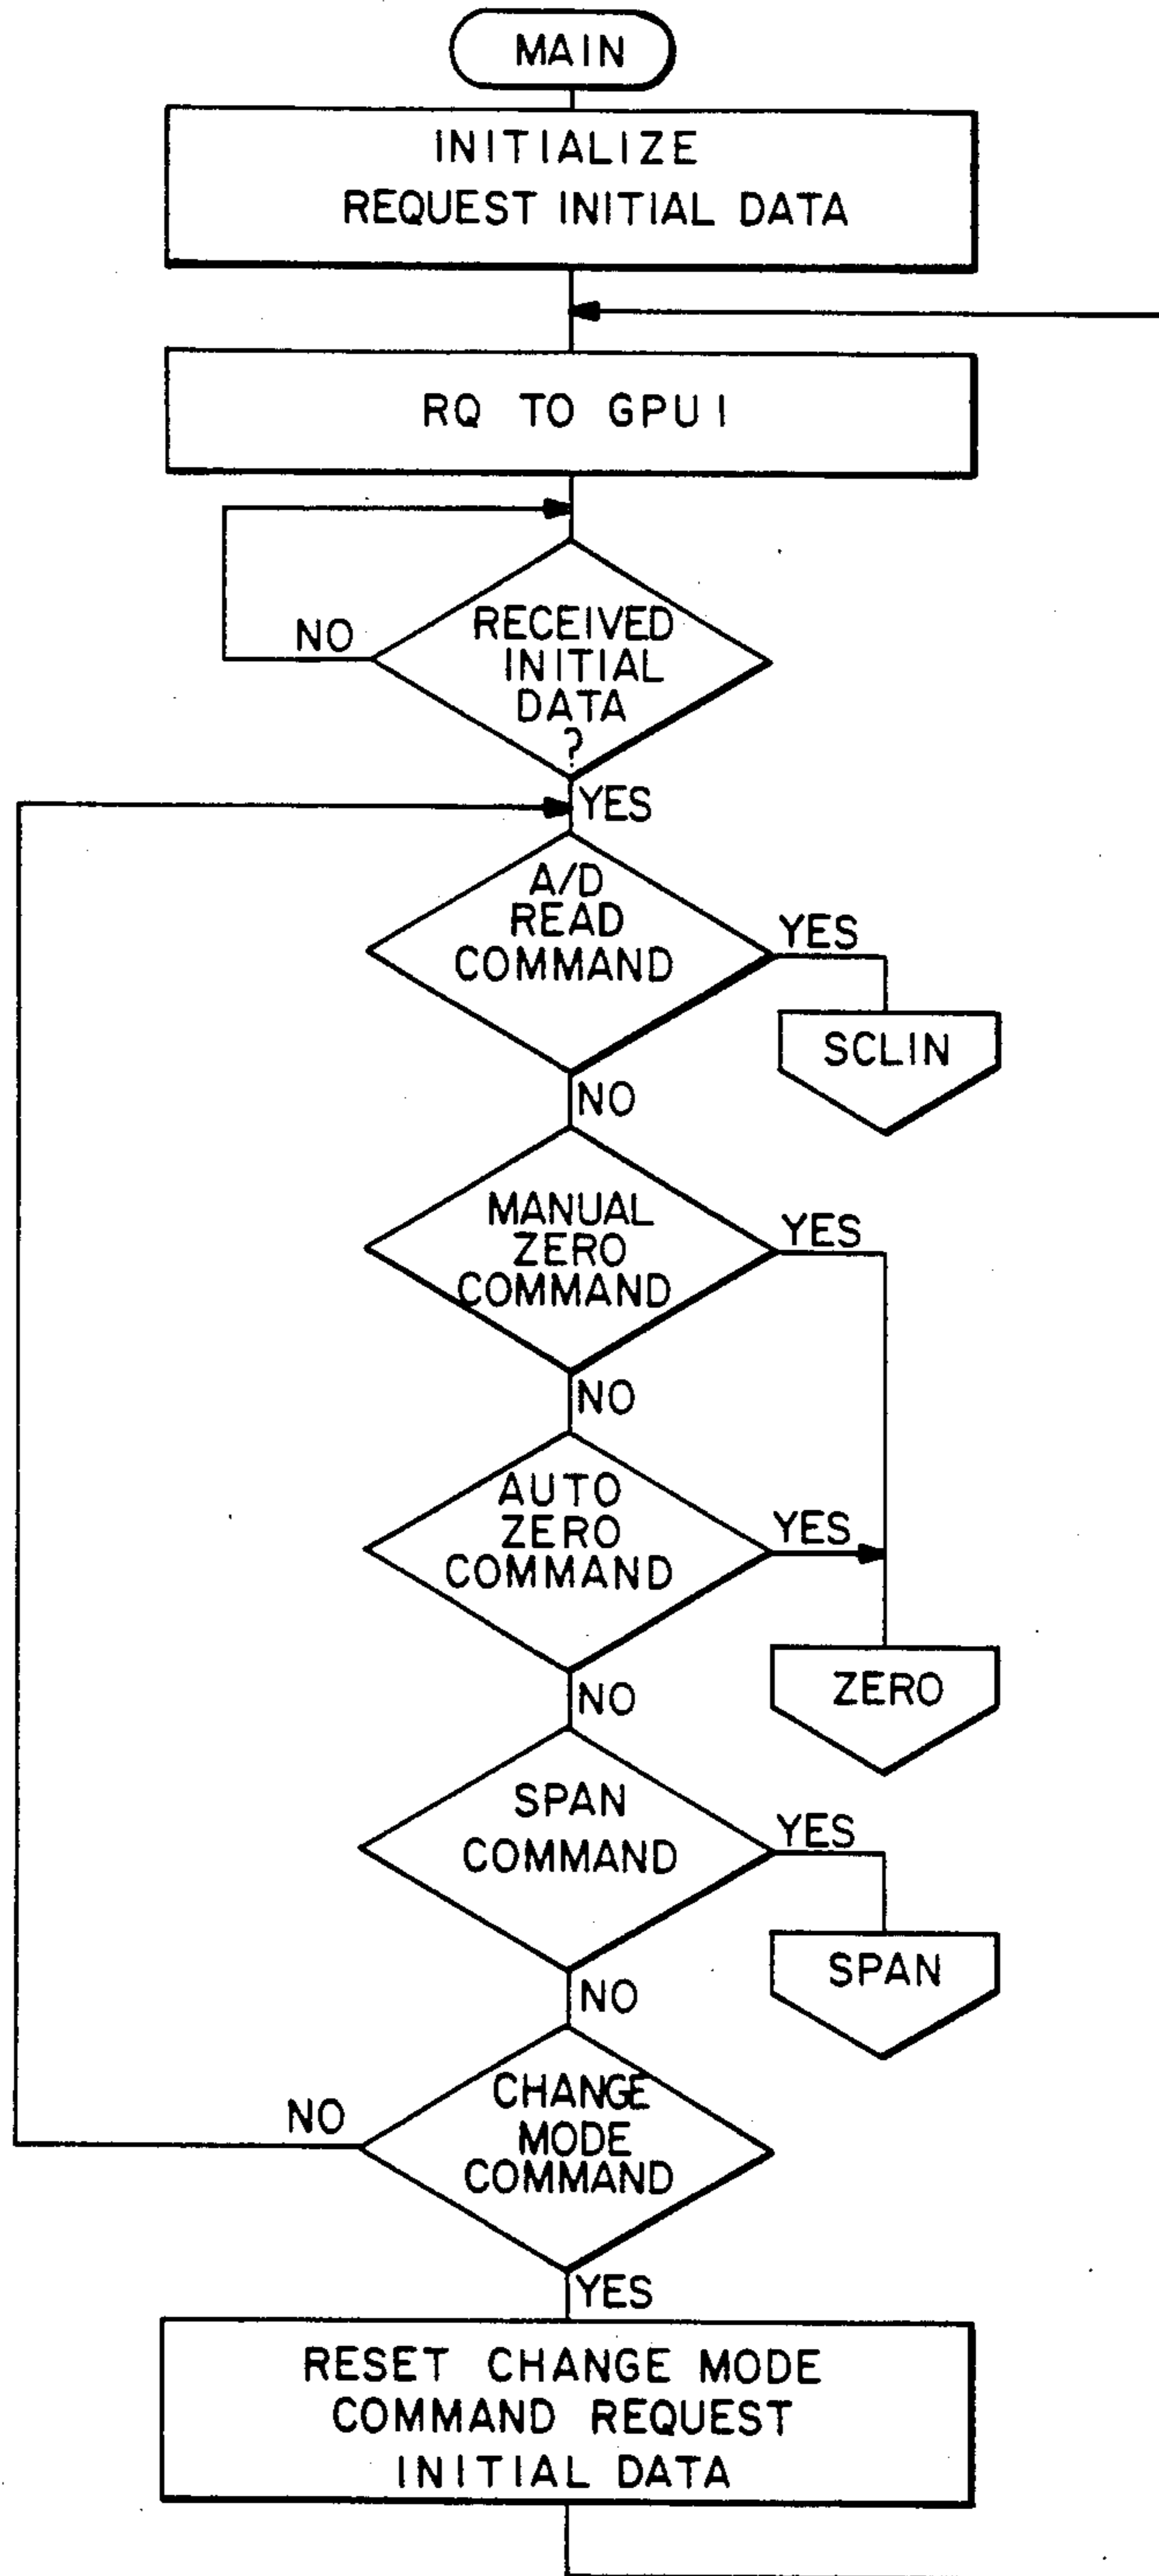 MAIN
INITIALIZE
REQUEST INITIAL DATA
RQ TO GPU I
NO
RECEIVED
INITIAL
DATA
?
YES
A/D
READ
COMMAND
YES
SCLIN
NO
MANUAL
ZERO
COMMAND
YES
NO
AUTO
ZERO
COMMAND
YES
ZERO
NO
SPAN
COMMAND
YES
SPAN
NO
CHANGE
MODE
COMMAND
NO
YES
RESET CHANGE MODE
COMMAND REQUEST
INITIAL DATA